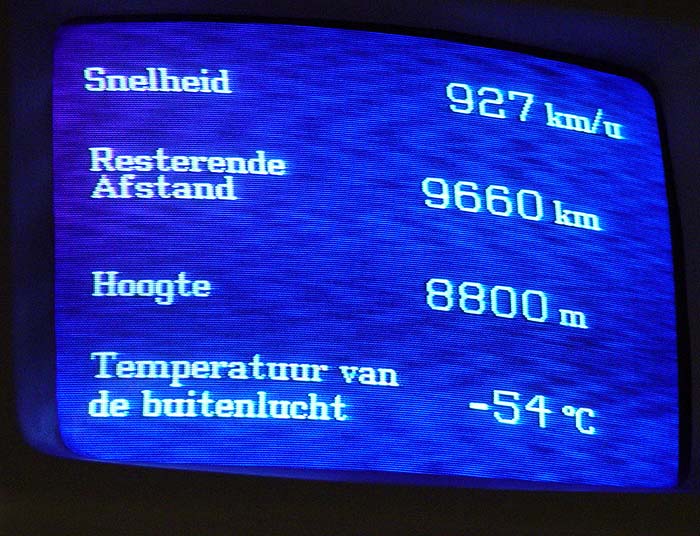 Snelheid 927 km/u
Resterende
Afstand 9660 km
Hoogte 8800 m
Temperatuur van
de buitenlucht -54 °C